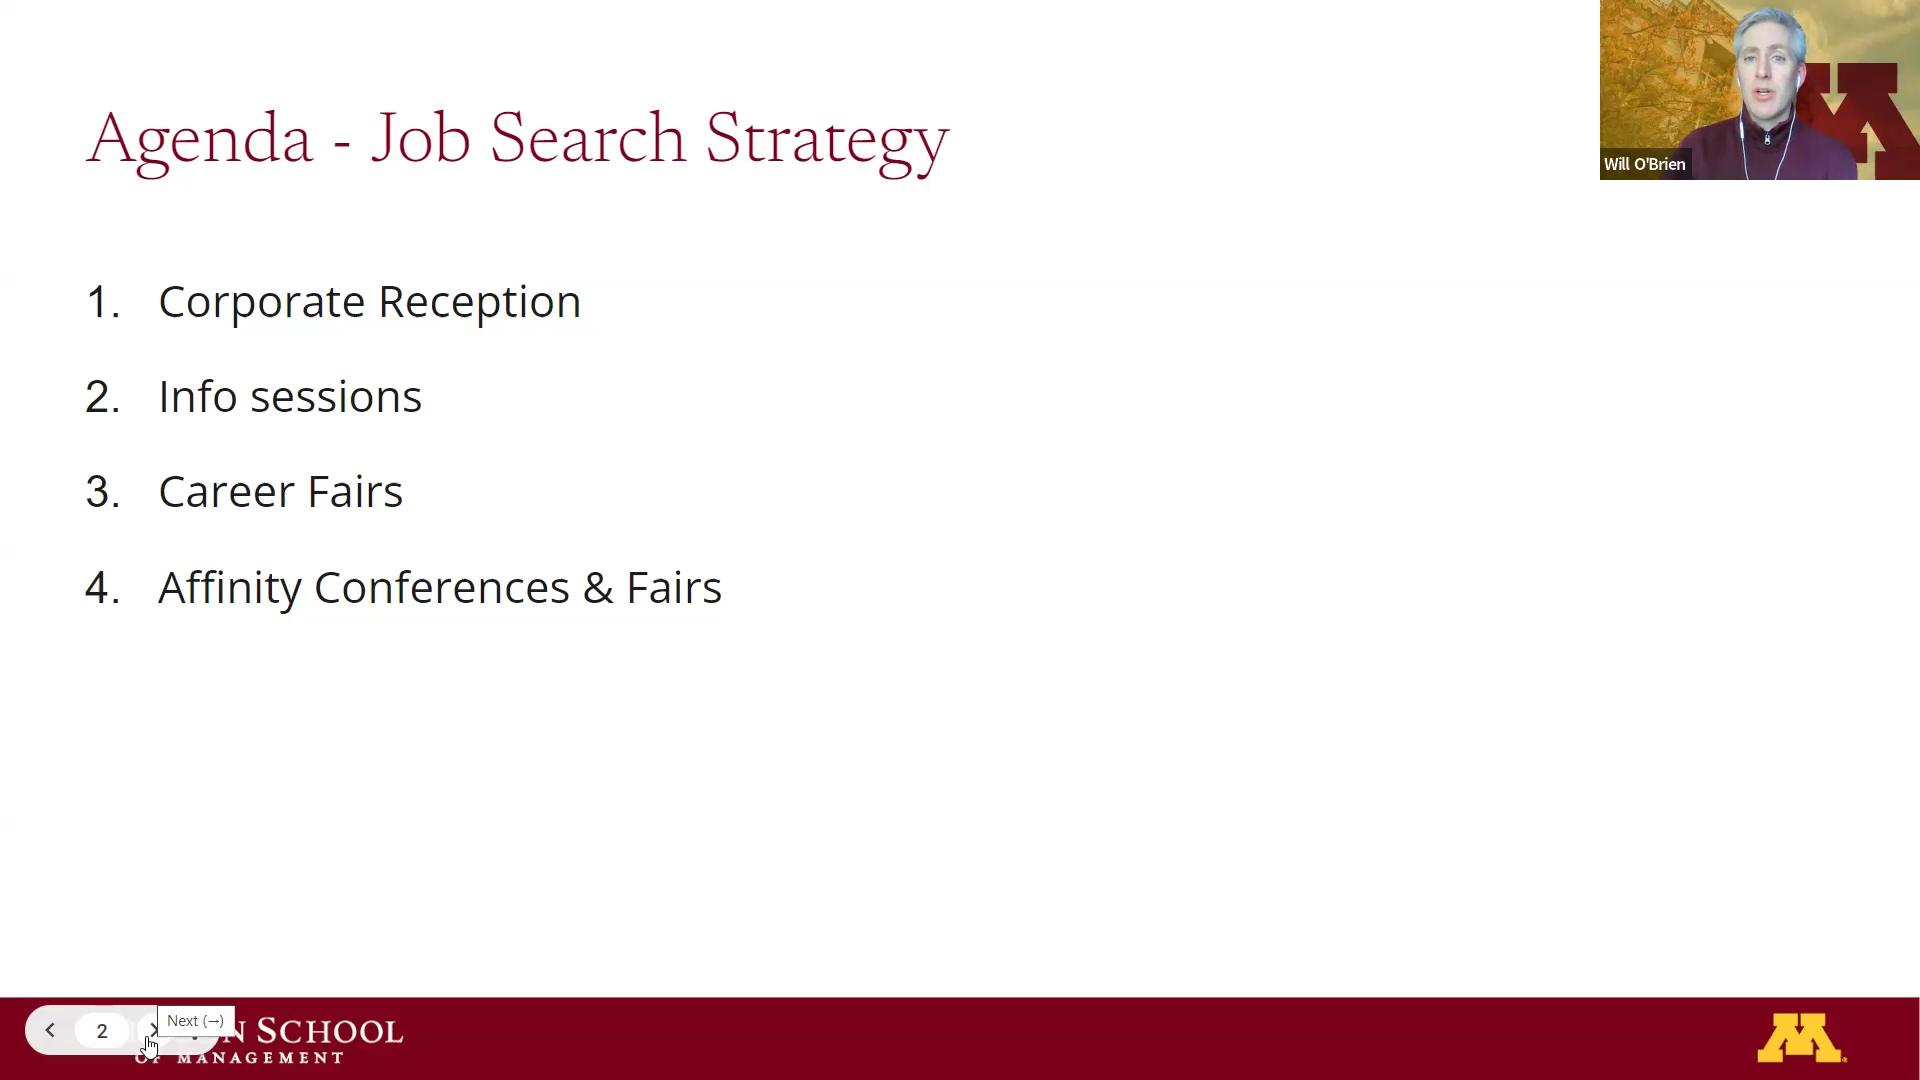 Agenda - Job Search Strategy
Will O'Brien
1. Corporate Reception
2. Info sessions
3. Career Fairs
4. Affinity Conferences & Fairs
2
Next (→)
N SCHOOL
OF MANAGEMENT
M